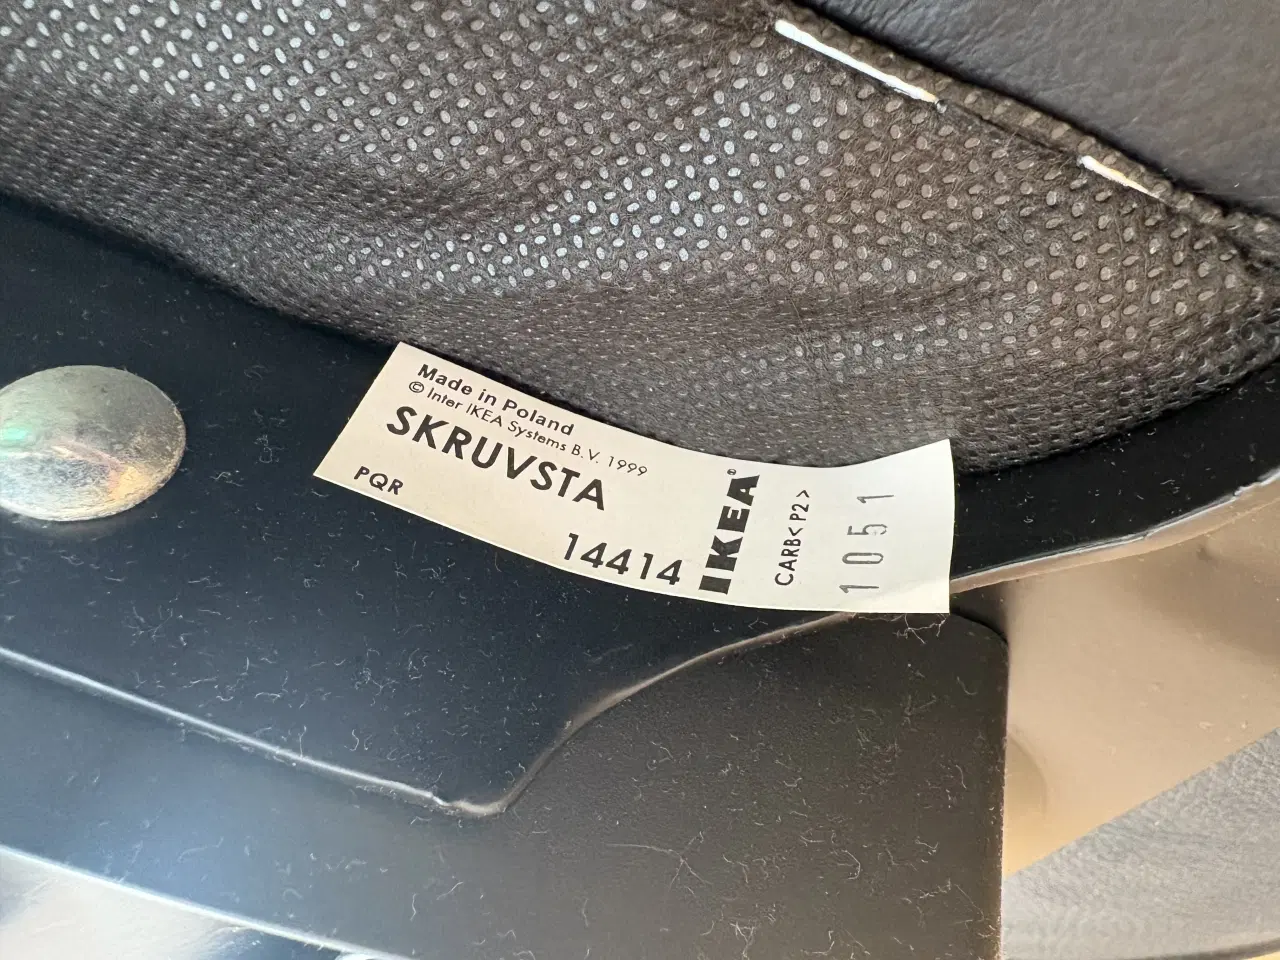 Made in Poland
© Inter IKEA Systems B.V. 1999
SKRUVSTA
PQR
14414
IKEA®
CARB<P2>
1051